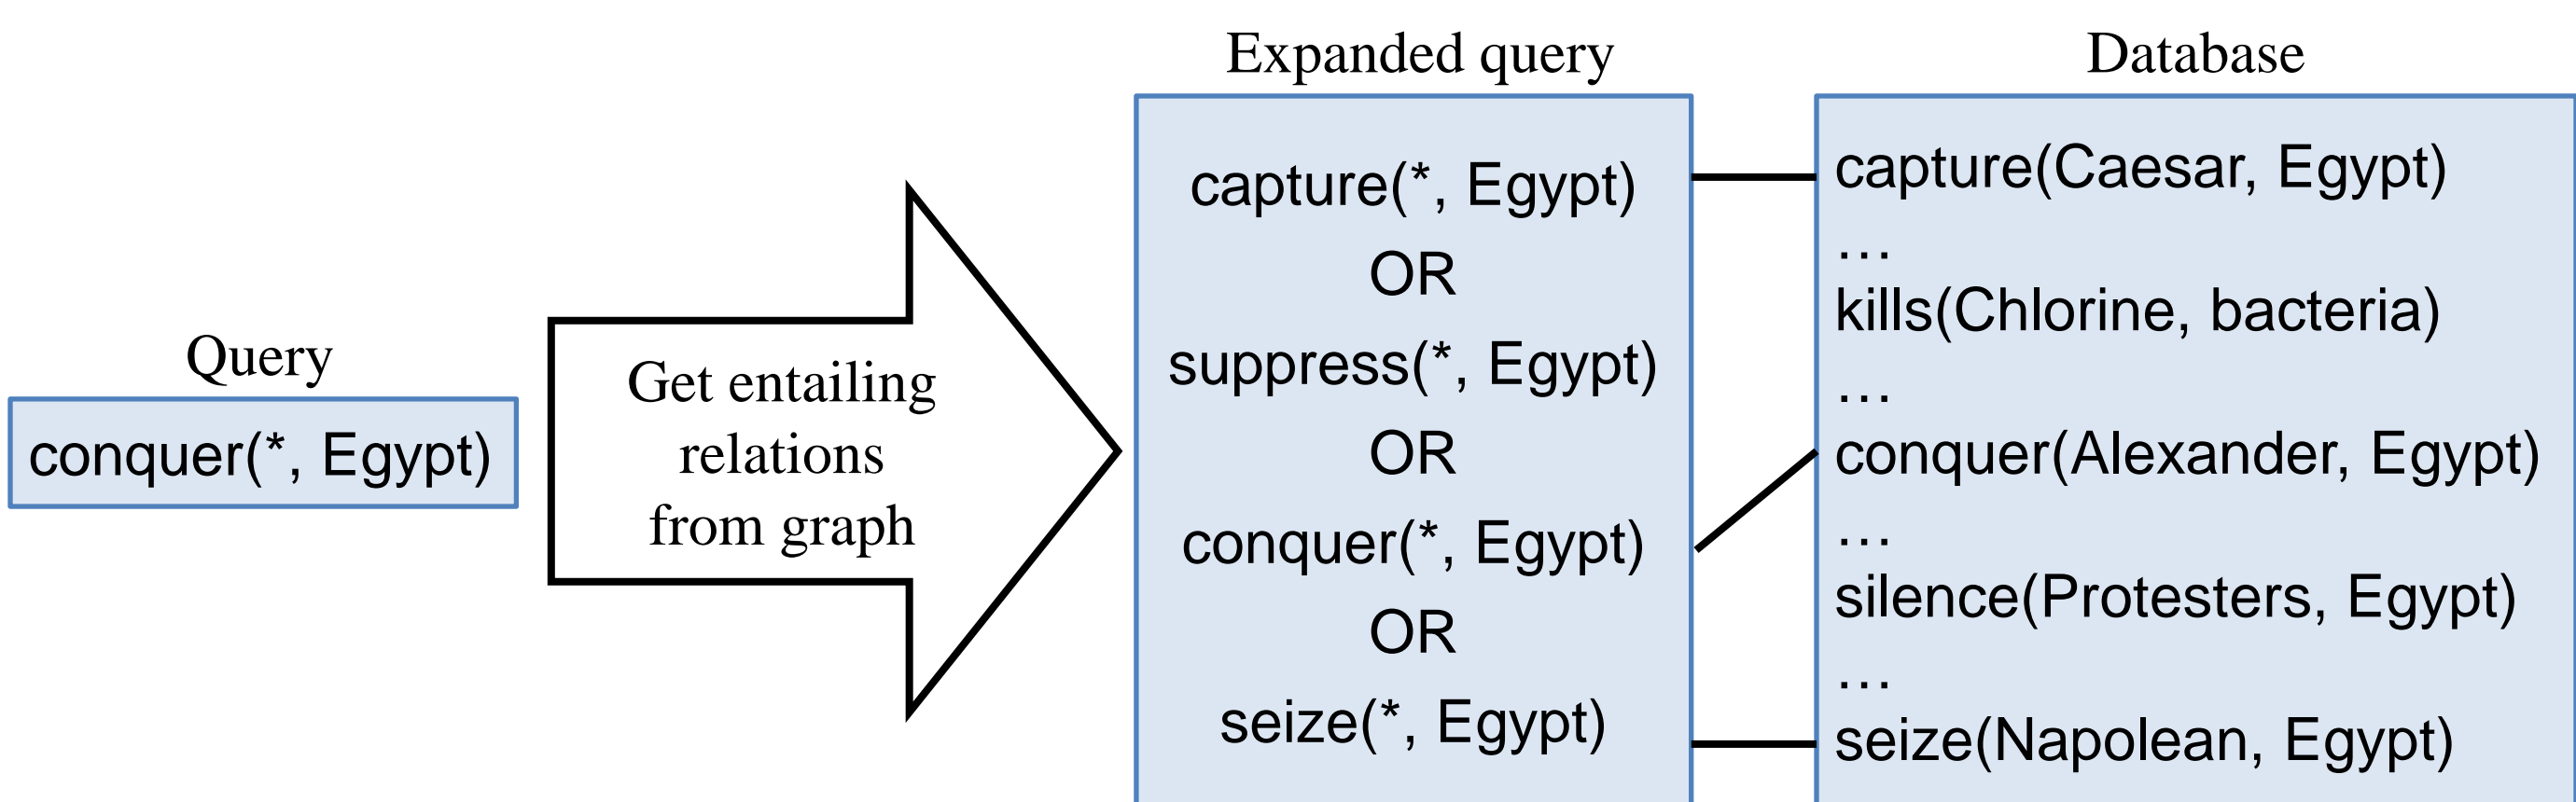 Query
conquer(*, Egypt)
Get entailing
relations
from graph
Expanded query
capture(*, Egypt)
OR
suppress(*, Egypt)
OR
conquer(*, Egypt)
OR
seize(*, Egypt)
Database
capture(Caesar, Egypt)
…
kills(Chlorine, bacteria)
…
conquer(Alexander, Egypt)
…
silence(Protesters, Egypt)
…
seize(Napolean, Egypt)